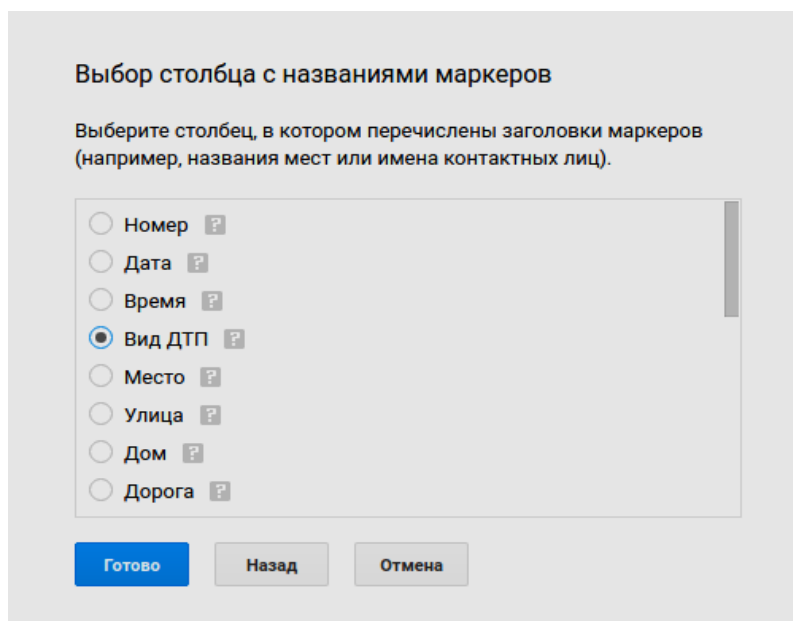 Выбор столбца с названиями маркеров
Выберите столбец, в котором перечислены заголовки маркеров
(например, названия мест или имена контактных лиц).
Номер ?
Дата ?
Время ?
Вид ДТП ?
Место ?
Улица ?
Дом ?
Дорога ?
Готово Назад Отмена